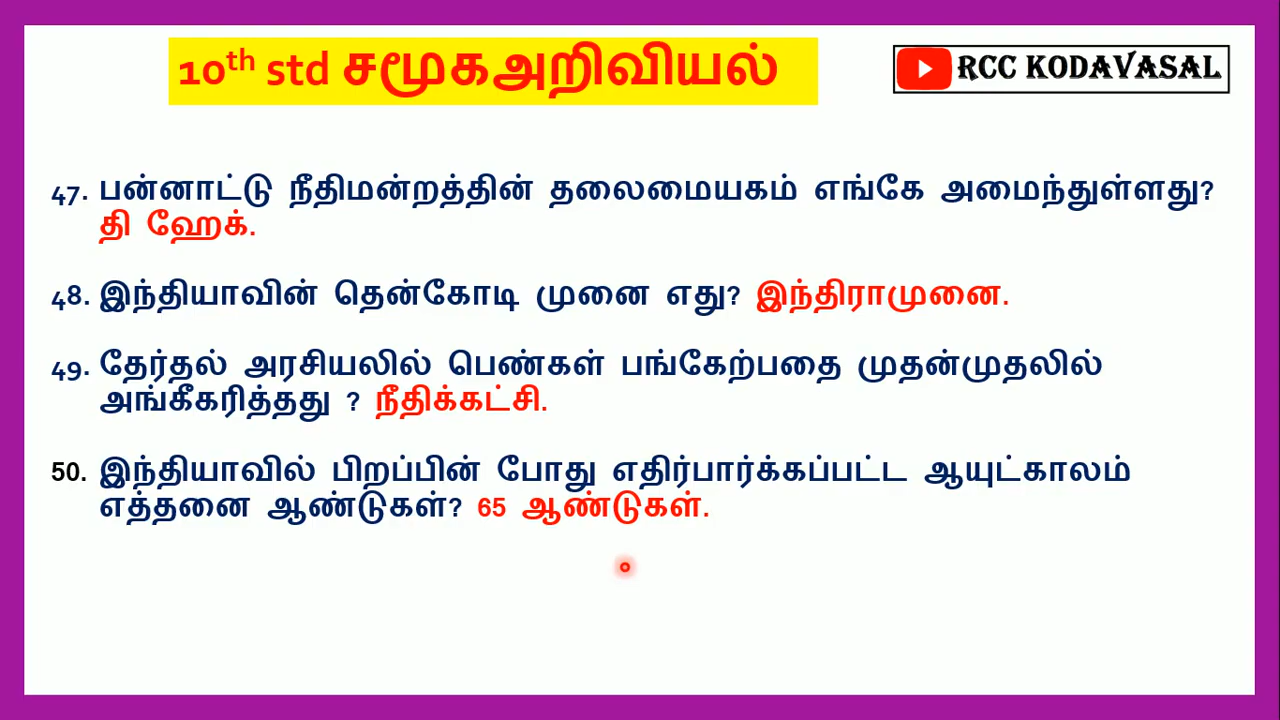 10th std சமூகஅறிவியல்
RCC KODAVASAL
47. பன்னாட்டு நீதிமன்றத்தின் தலைமையகம் எங்கே அமைந்துள்ளது?
தி ஹேக்.
48. இந்தியாவின் தென்கோடி முனை எது? இந்திராமுனை.
49. தேர்தல் அரசியலில் பெண்கள் பங்கேற்பதை முதன்முதலில்
அங்கீகரித்தது ? நீதிக்கட்சி.
50. இந்தியாவில் பிறப்பின் போது எதிர்பார்க்கப்பட்ட ஆயுட்காலம்
எத்தனை ஆண்டுகள்? 65 ஆண்டுகள்.